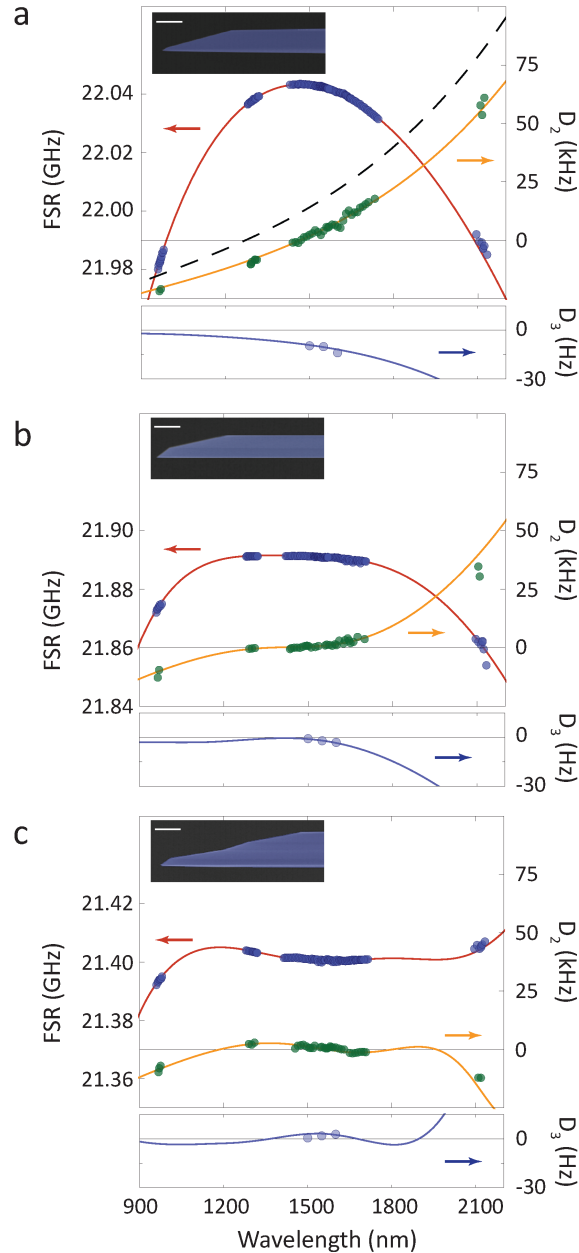 a
22.04
22.02
22.00
21.98
FSR (GHz)
75
50
25
0
D2 (kHz)
0
-30
D3 (Hz)
b
21.90
21.88
21.86
21.84
FSR (GHz)
75
50
25
0
D2 (kHz)
0
-30
D3 (Hz)
c
21.42
21.40
21.38
21.36
FSR (GHz)
75
50
25
0
D2 (kHz)
0
-30
D3 (Hz)
900 1200 1500 1800 2100
Wavelength (nm)